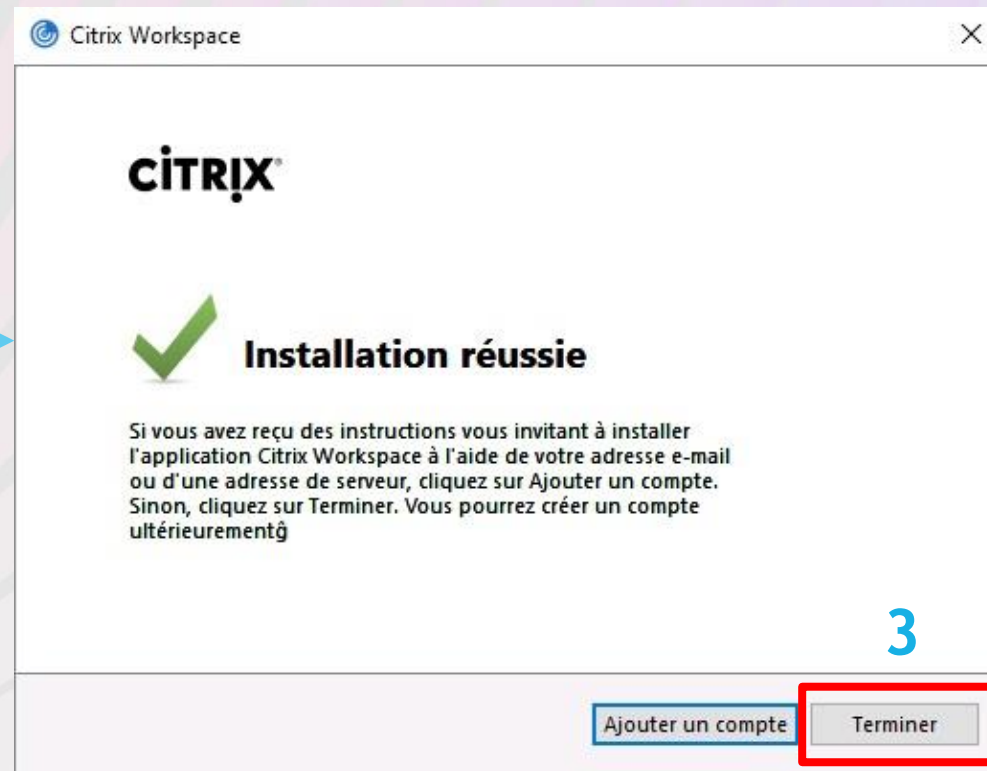 Citrix Workspace
CİTRỊX
Installation réussie
Si vous avez reçu des instructions vous invitant à installer
l'application Citrix Workspace à l'aide de votre adresse e-mail
ou d'une adresse de serveur, cliquez sur Ajouter un compte.
Sinon, cliquez sur Terminer. Vous pourrez créer un compte
ultérieurementĝ
3
Ajouter un compte
Terminer